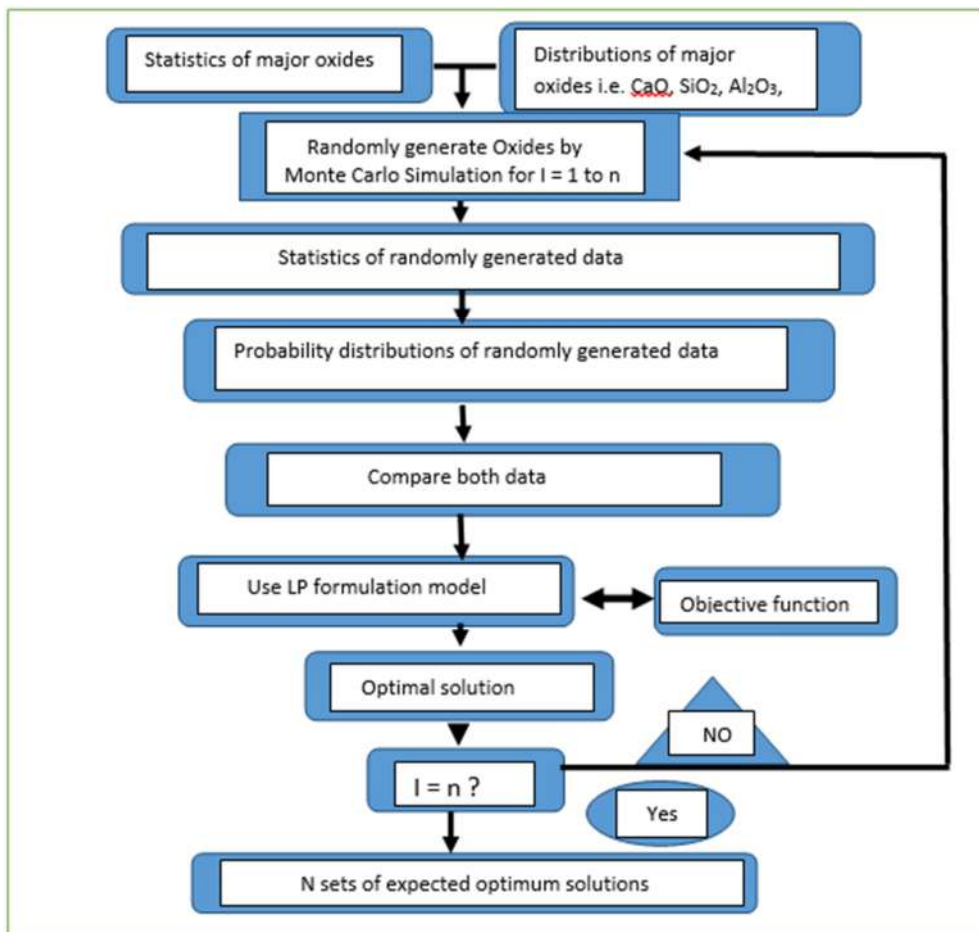 Statistics of major oxides
Distributions of major
oxides i.e. CaO, SiO₂, Al₂O₃,
Randomly generate Oxides by
Monte Carlo Simulation for I = 1 to n
Statistics of randomly generated data
Probability distributions of randomly generated data
Compare both data
Use LP formulation model
Objective function
Optimal solution
NO
I = n ?
Yes
N sets of expected optimum solutions